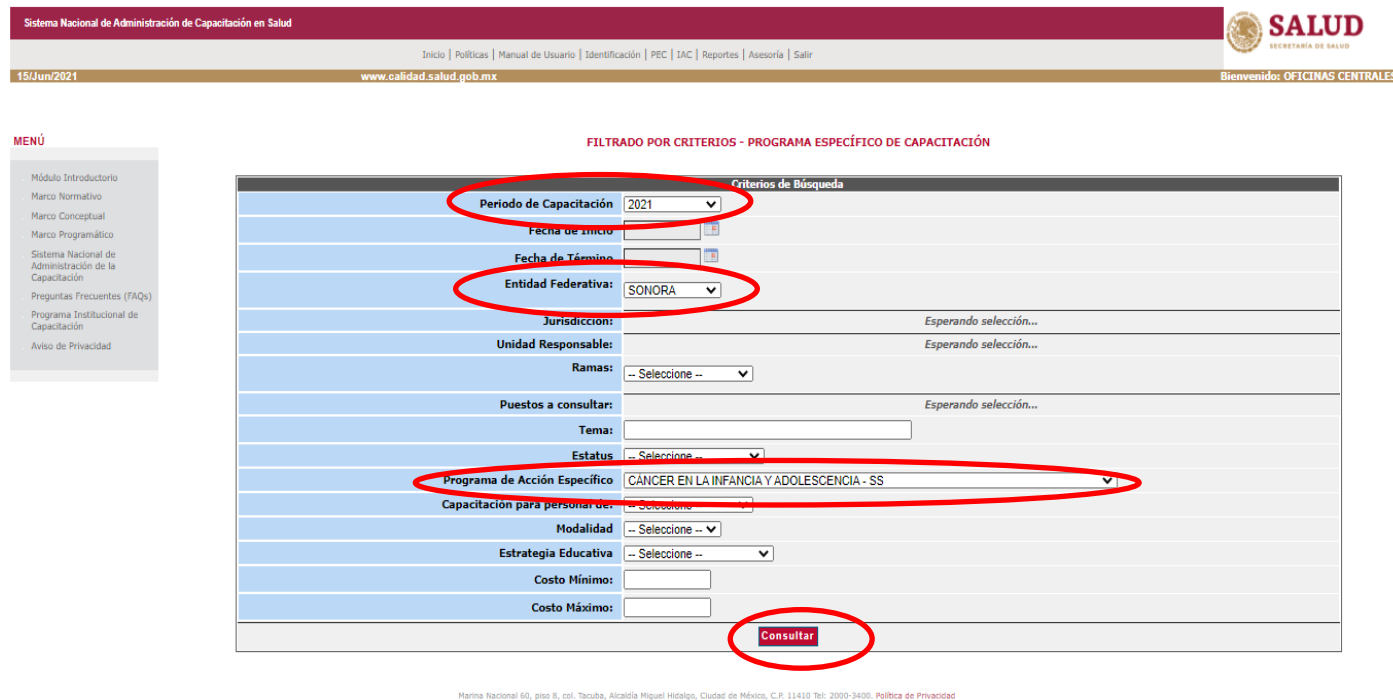 Sistema Nacional de Administración de Capacitación en Salud
SALUD
SECRETARÍA DE SALUD
Inicio | Políticas | Manual de Usuario | Identificación | PEC | IAC | Reportes | Asesoría | Salir
15/Jun/2021 www.calidad.salud.gob.mx Bienvenido: OFICINAS CENTRALES
MENÚ
Módulo Introductorio
Marco Normativo
Marco Conceptual
Marco Programático
Sistema Nacional de
Administración de la
Capacitación
Preguntas Frecuentes (FAQs)
Programa Institucional de
Capacitación
Aviso de Privacidad
FILTRADO POR CRITERIOS - PROGRAMA ESPECÍFICO DE CAPACITACIÓN
Criterios de Búsqueda
Periodo de Capacitación 2021
Fecha de Inicio
Fecha de Término
Entidad Federativa: SONORA
Jurisdicción: Esperando selección...
Unidad Responsable: Esperando selección...
Ramas: -- Seleccione --
Puestos a consultar: Esperando selección...
Tema:
Estatus -- Seleccione --
Programa de Acción Específico CÁNCER EN LA INFANCIA Y ADOLESCENCIA - SS
Capacitación para personal de: -- Seleccione --
Modalidad -- Seleccione --
Estrategia Educativa -- Seleccione --
Costo Mínimo:
Costo Máximo:
Consultar
Marina Nacional 60, piso 8, col. Tacuba, Alcaldía Miguel Hidalgo, Ciudad de México, C.P. 11410 Tel: 2000-3400. Política de Privacidad